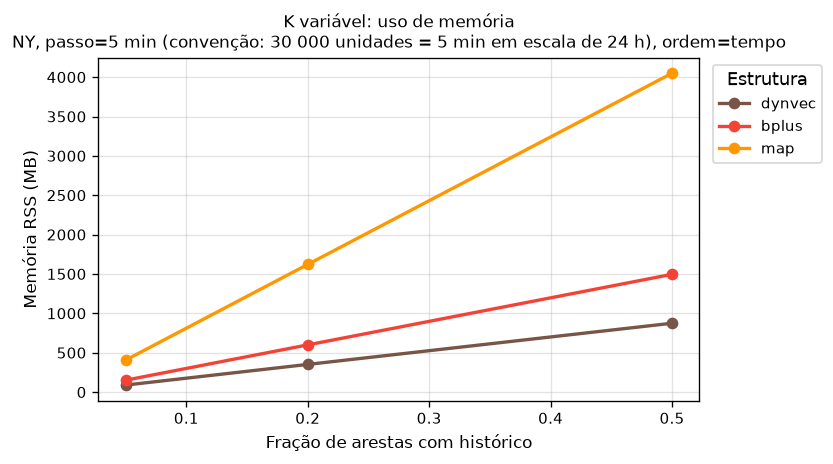 K variável: uso de memória
NY, passo=5 min (convenção: 30 000 unidades = 5 min em escala de 24 h), ordem=tempo
Memória RSS (MB)
4000
3500
3000
2500
2000
1500
1000
500
0
0.1
0.2
0.3
0.4
0.5
Fração de arestas com histórico
Estrutura
dynvec
bplus
map